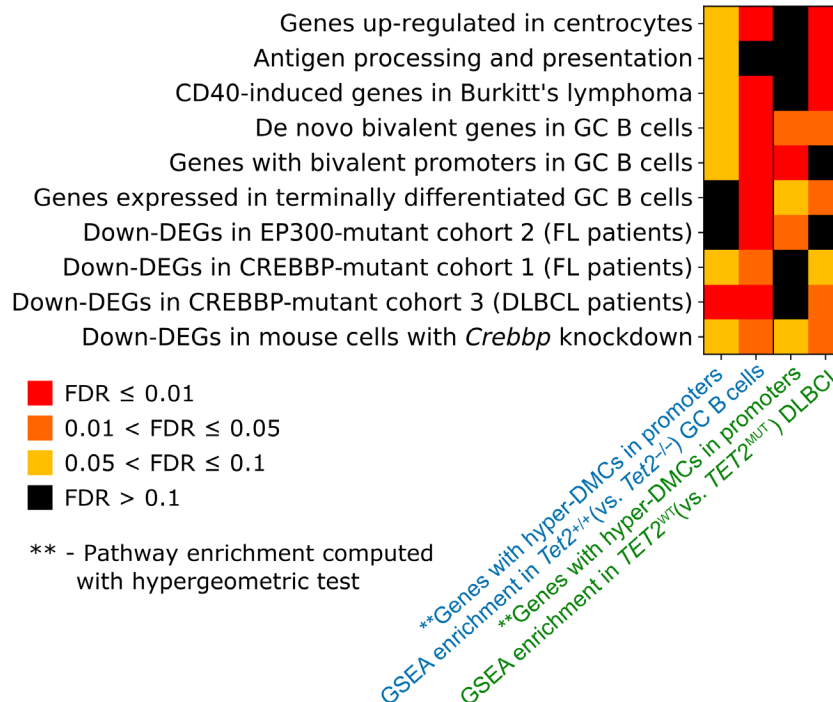 Genes up-regulated in centrocytes
Antigen processing and presentation
CD40-induced genes in Burkitt's lymphoma
De novo bivalent genes in GC B cells
Genes with bivalent promoters in GC B cells
Genes expressed in terminally differentiated GC B cells
Down-DEGs in EP300-mutant cohort 2 (FL patients)
Down-DEGs in CREBBP-mutant cohort 1 (FL patients)
Down-DEGs in CREBBP-mutant cohort 3 (DLBCL patients)
Down-DEGs in mouse cells with Crebbp knockdown
FDR ≤ 0.01
0.01 < FDR ≤ 0.05
0.05 < FDR ≤ 0.1
FDR > 0.1
** - Pathway enrichment computed
with hypergeometric test
**Genes with hyper-DMCs in promoters
GSEA enrichment in Tet2+/+(vs. Tet2–/–) GC B cells
**Genes with hyper-DMCs in promoters
GSEA enrichment in TET2WT(vs. TET2MUT) DLBCL